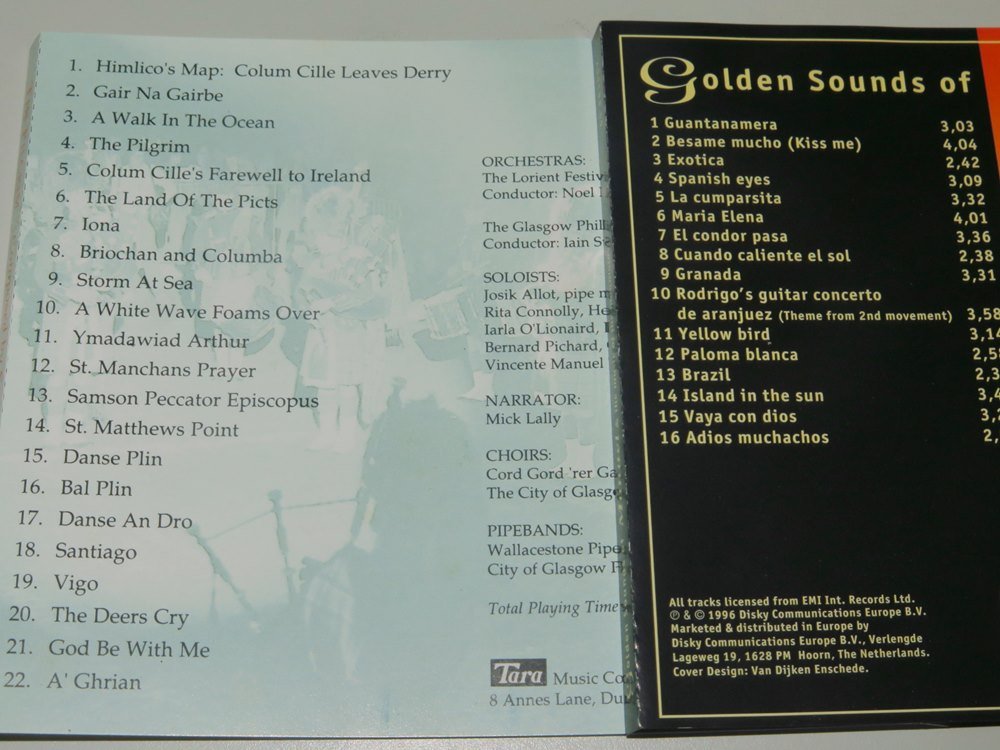 1. Himlico's Map: Colum Cille Leaves Derry
2. Gair Na Gairbe
3. A Walk In The Ocean
4. The Pilgrim
5. Colum Cille's Farewell to Ireland
6. The Land Of The Picts
7. Iona
8. Briochan and Columba
9. Storm At Sea
10. A White Wave Foams Over
11. Ymadawiad Arthur
12. St. Manchans Prayer
13. Samson Peccator Episcopus
14. St. Matthews Point
15. Danse Plin
16. Bal Plin
17. Danse An Dro
18. Santiago
19. Vigo
20. The Deers Cry
21. God Be With Me
22. A' Ghrian
ORCHESTRAS:
The Lorient
Conductor: Noel
The Glasgow
Conductor: Iain
SOLOISTS:
Josik Allot, pipe
Rita Connolly,
Iarla O'Lionaird,
Bernard Pichard,
Vincente Manuel
NARRATOR:
Mick Lally
CHOIRS:
Cord Gord 'rer
The City of
PIPEBANDS:
Wallacestone
City of Glasgow
Total Playing Time
Tara Music
8 Annes Lane,
Golden Sounds of
1 Guantanamera 3,03
2 Besame mucho (Kiss me) 4,04
3 Exotica 2,42
4 Spanish eyes 3,09
5 La cumparsita 3,32
6 Maria Elena 4,01
7 El condor pasa 3,36
8 Cuando caliente el sol 2,38
9 Granada 3,31
10 Rodrigo's guitar concerto
de aranjuez (Theme from 2nd movement) 3,58
11 Yellow bird
12 Paloma blanca
13 Brazil
14 Island in the sun
15 Vaya con dios
16 Adios muchachos
All tracks licensed from EMI Int. Records Ltd.
℗ & © 1996 Disky Communications Europe B.V.
Marketed & distributed in Europe by
Disky Communications Europe B.V., Verlengde
Lageweg 19, 1628 PM Hoorn, The Netherlands.
Cover Design: Van Dijken Enschede.